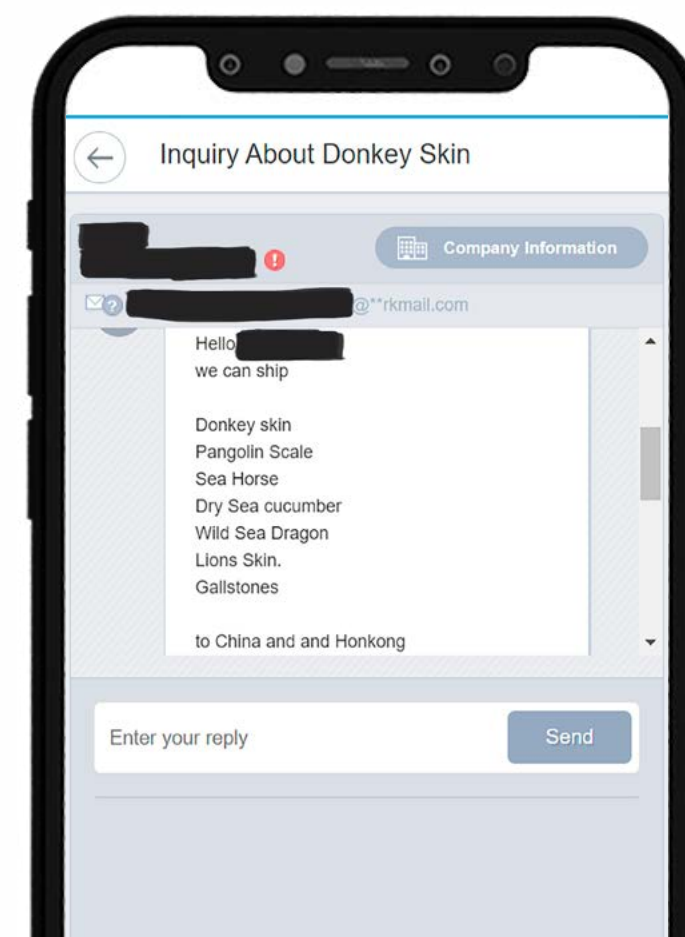 Inquiry About Donkey Skin
Company Information
@**rkmail.com
Hello
we can ship
Donkey skin
Pangolin Scale
Sea Horse
Dry Sea cucumber
Wild Sea Dragon
Lions Skin.
Gallstones
to China and and Honkong
Enter your reply
Send